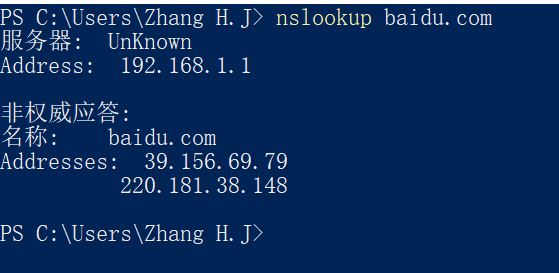 PS C:\Users\Zhang H.J> nslookup baidu.com
服务器:  UnKnown
Address:  192.168.1.1
非权威应答:
名称:    baidu.com
Addresses:  39.156.69.79
          220.181.38.148
PS C:\Users\Zhang H.J>